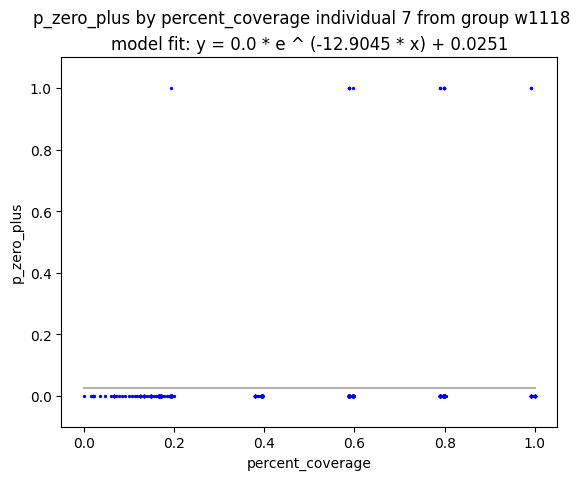 p_zero_plus by percent_coverage individual 7 from group w1118
model fit: y = 0.0 * e ^ (-12.9045 * x) + 0.0251
1.0
0.8
0.6
0.4
0.2
0.0
p_zero_plus
0.0 0.2 0.4 0.6 0.8 1.0
percent_coverage